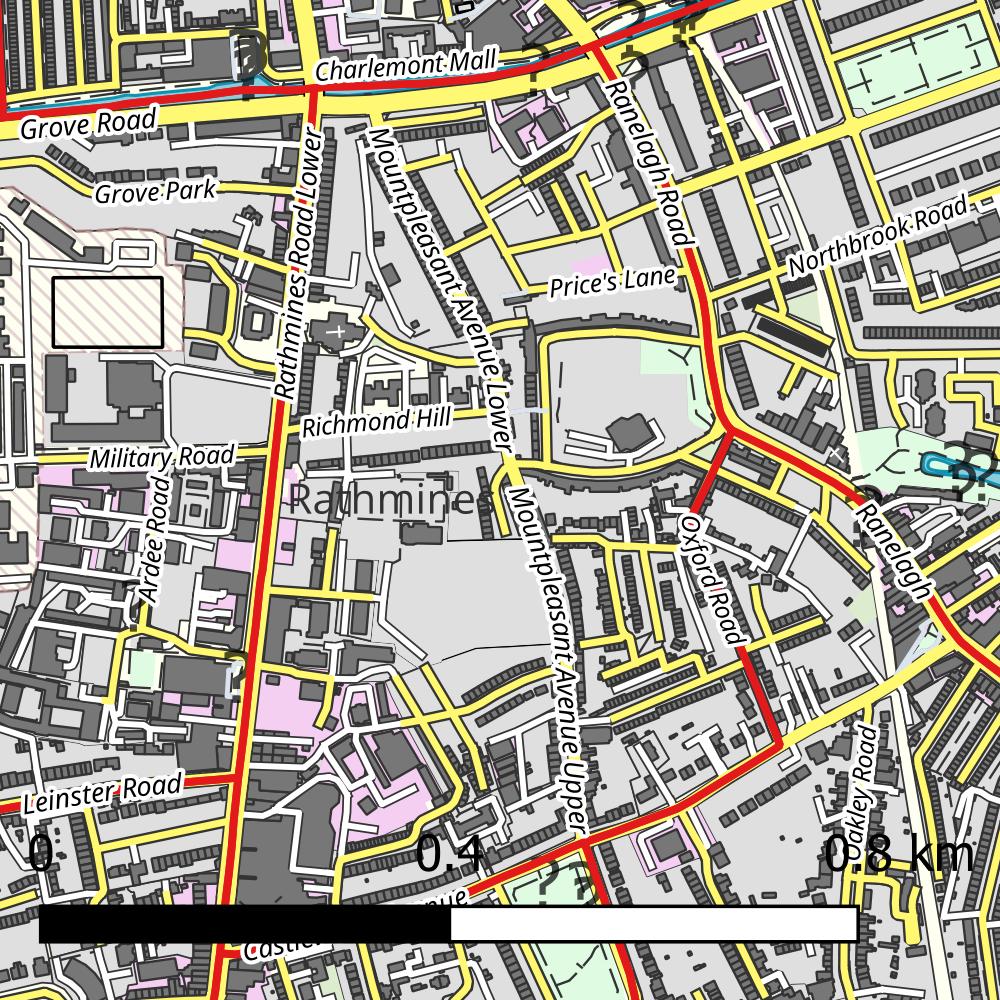 Charlemont Mall
Grove Road
Ranelagh Road
Mountpleasant Avenue Lower
Rathmines Road Lower
Grove Park
Northbrook Road
Price's Lane
Richmond Hill
Military Road
Rathmines
Ardee Road
Mountpleasant Avenue Upper
Oxford Road
Ranelagh
Oakley Road
Leinster Road
0 0.4 0.8 km